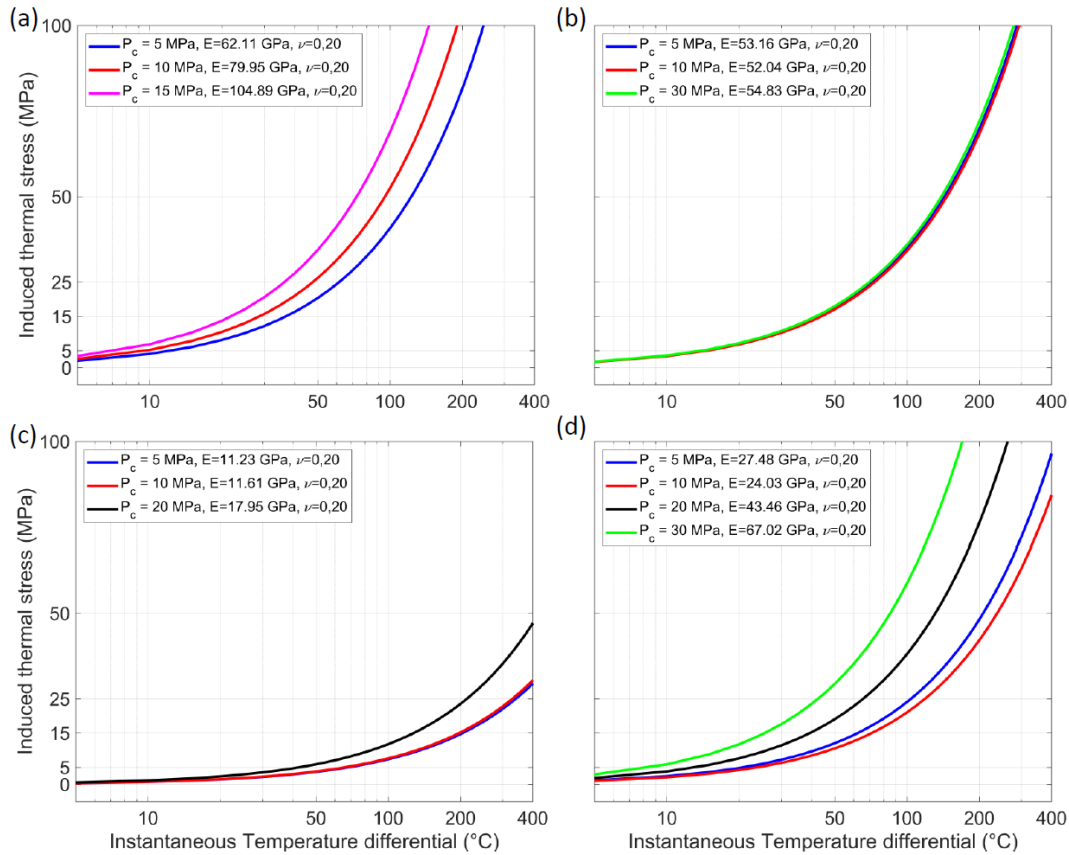 (a)
P_c = 5 MPa, E=62.11 GPa, ν=0,20
P_c = 10 MPa, E=79.95 GPa, ν=0,20
P_c = 15 MPa, E=104.89 GPa, ν=0,20
100
50
25
15
5
0
Induced thermal stress (MPa)
10
50
100
200
400
(b)
P_c = 5 MPa, E=53.16 GPa, ν=0,20
P_c = 10 MPa, E=52.04 GPa, ν=0,20
P_c = 30 MPa, E=54.83 GPa, ν=0,20
10
50
100
200
400
(c)
P_c = 5 MPa, E=11.23 GPa, ν=0,20
P_c = 10 MPa, E=11.61 GPa, ν=0,20
P_c = 20 MPa, E=17.95 GPa, ν=0,20
100
50
25
15
5
0
Induced thermal stress (MPa)
10
50
100
200
400
Instantaneous Temperature differential (°C)
(d)
P_c = 5 MPa, E=27.48 GPa, ν=0,20
P_c = 10 MPa, E=24.03 GPa, ν=0,20
P_c = 20 MPa, E=43.46 GPa, ν=0,20
P_c = 30 MPa, E=67.02 GPa, ν=0,20
10
50
100
200
400
Instantaneous Temperature differential (°C)